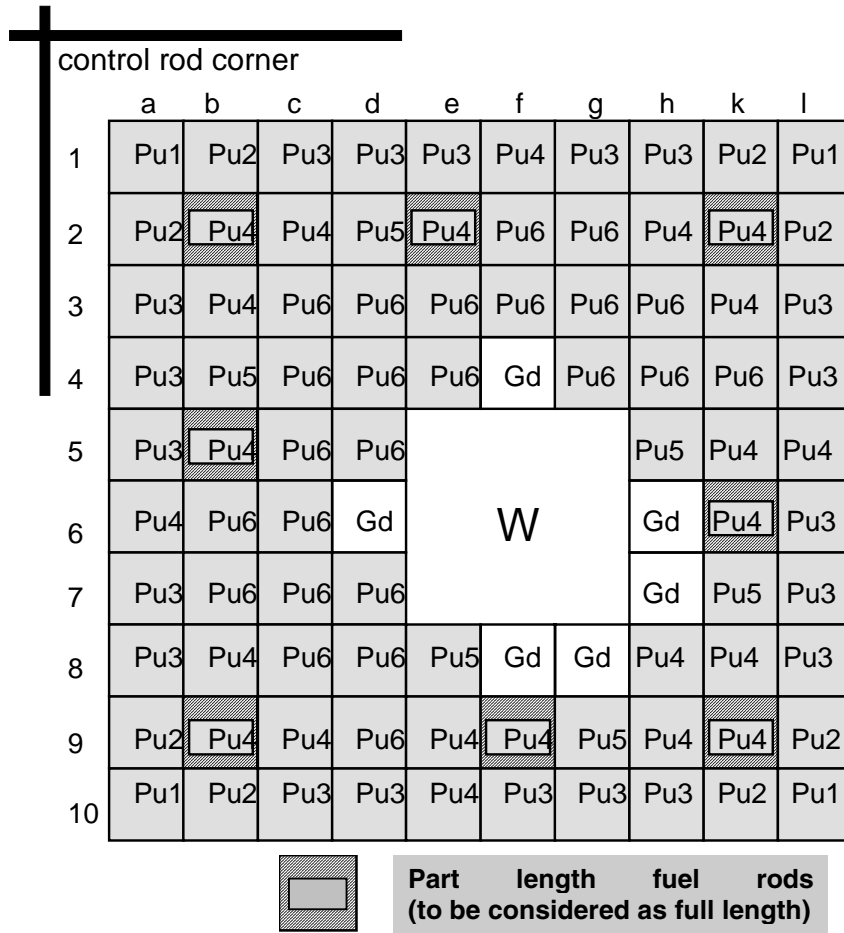 control rod corner
a b c d e f g h k l
1 Pu1 Pu2 Pu3 Pu3 Pu3 Pu4 Pu3 Pu3 Pu2 Pu1
2 Pu2 Pu4 Pu4 Pu5 Pu4 Pu6 Pu6 Pu4 Pu4 Pu2
3 Pu3 Pu4 Pu6 Pu6 Pu6 Pu6 Pu6 Pu6 Pu4 Pu3
4 Pu3 Pu5 Pu6 Pu6 Pu6 Gd Pu6 Pu6 Pu6 Pu3
5 Pu3 Pu4 Pu6 Pu6 Pu5 Pu4 Pu4
6 Pu4 Pu6 Pu6 Gd W Gd Pu4 Pu3
7 Pu3 Pu6 Pu6 Pu6 Gd Pu5 Pu3
8 Pu3 Pu4 Pu6 Pu6 Pu5 Gd Gd Pu4 Pu4 Pu3
9 Pu2 Pu4 Pu4 Pu6 Pu4 Pu4 Pu5 Pu4 Pu4 Pu2
10 Pu1 Pu2 Pu3 Pu3 Pu4 Pu3 Pu3 Pu3 Pu2 Pu1
Part length fuel rods
(to be considered as full length)